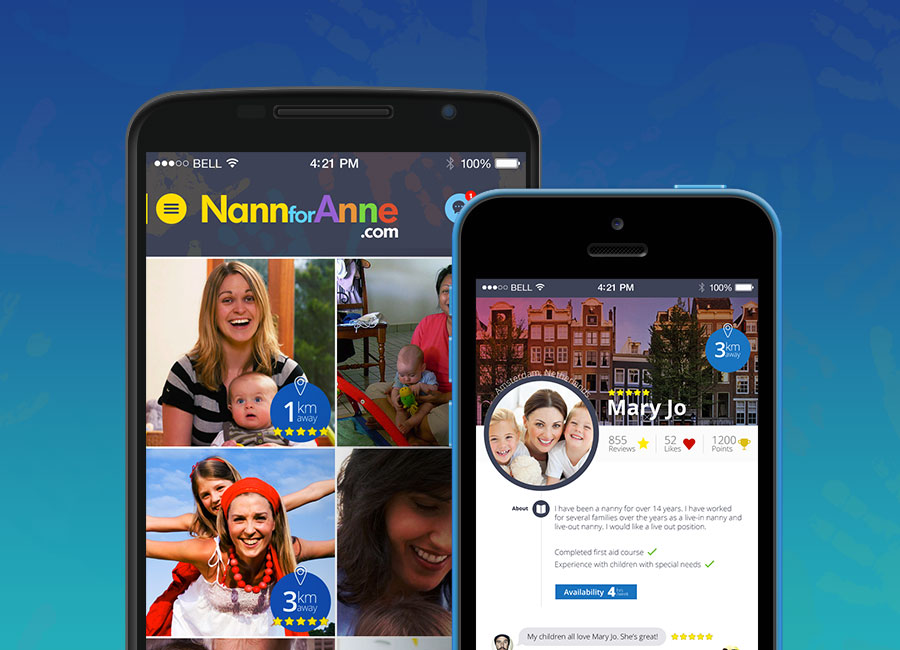 BELL 4:21 PM 100%
NannforAnne
.com
1
1 km
away
3 km
away
BELL 4:21 PM 100%
3 km
away
Amsterdam, Netherlands
Mary Jo
855 52 1200
Reviews Likes Points
About I have been a nanny for over 14 years. I have worked
for several families over the years as a live-in nanny and
live-out nanny. I would like a live out position.
Completed first aid course
Experience with children with special needs
Availability 4
My children all love Mary Jo. She's great!